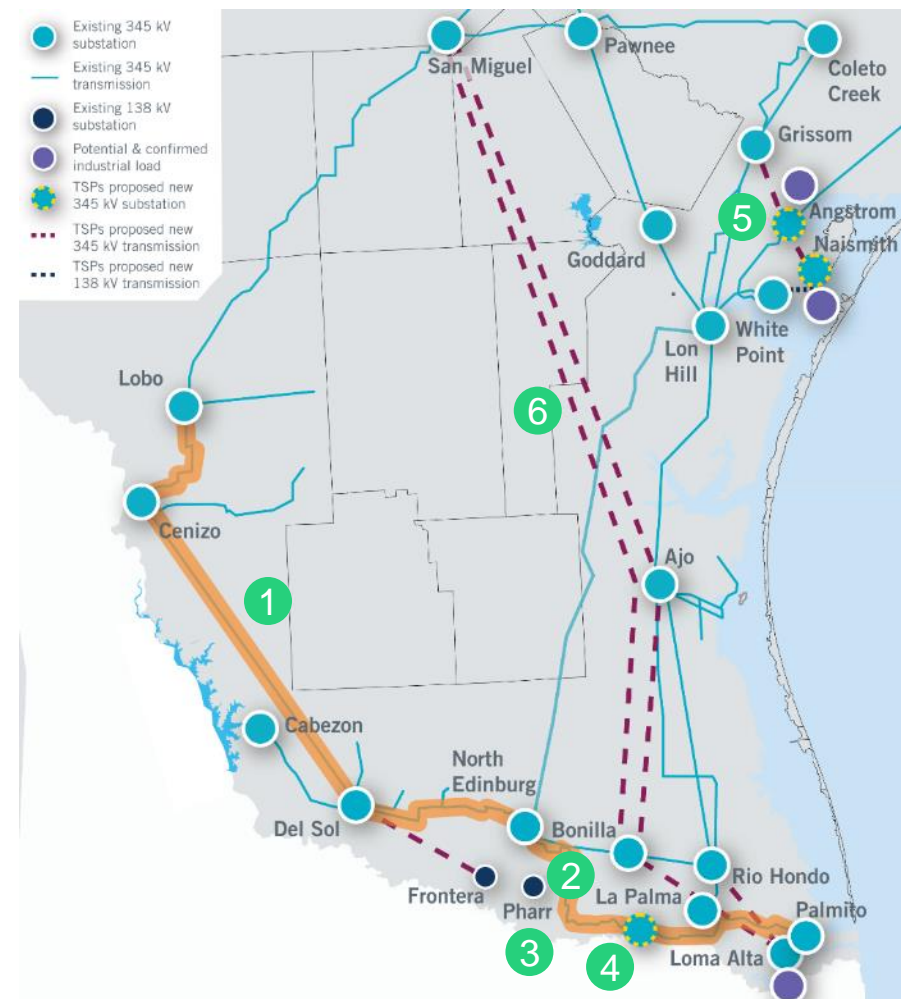 Existing 345 kV
substation
Existing 345 kV
transmission
Existing 138 kV
substation
Potential & confirmed
industrial load
TSPs proposed new
345 kV substation
TSPs proposed new
345 kV transmission
TSPs proposed new
138 kV transmission
San Miguel
Pawnee
Coleto
Creek
Grissom
5
Angstrom
Naismith
Goddard
White
Point
Lon
Hill
Lobo
6
Cenizo
Ajo
1
Cabezon
North
Edinburg
Del Sol
Bonilla
2
Rio Hondo
Frontera
Pharr
La Palma
Palmito
3
4
Loma Alta